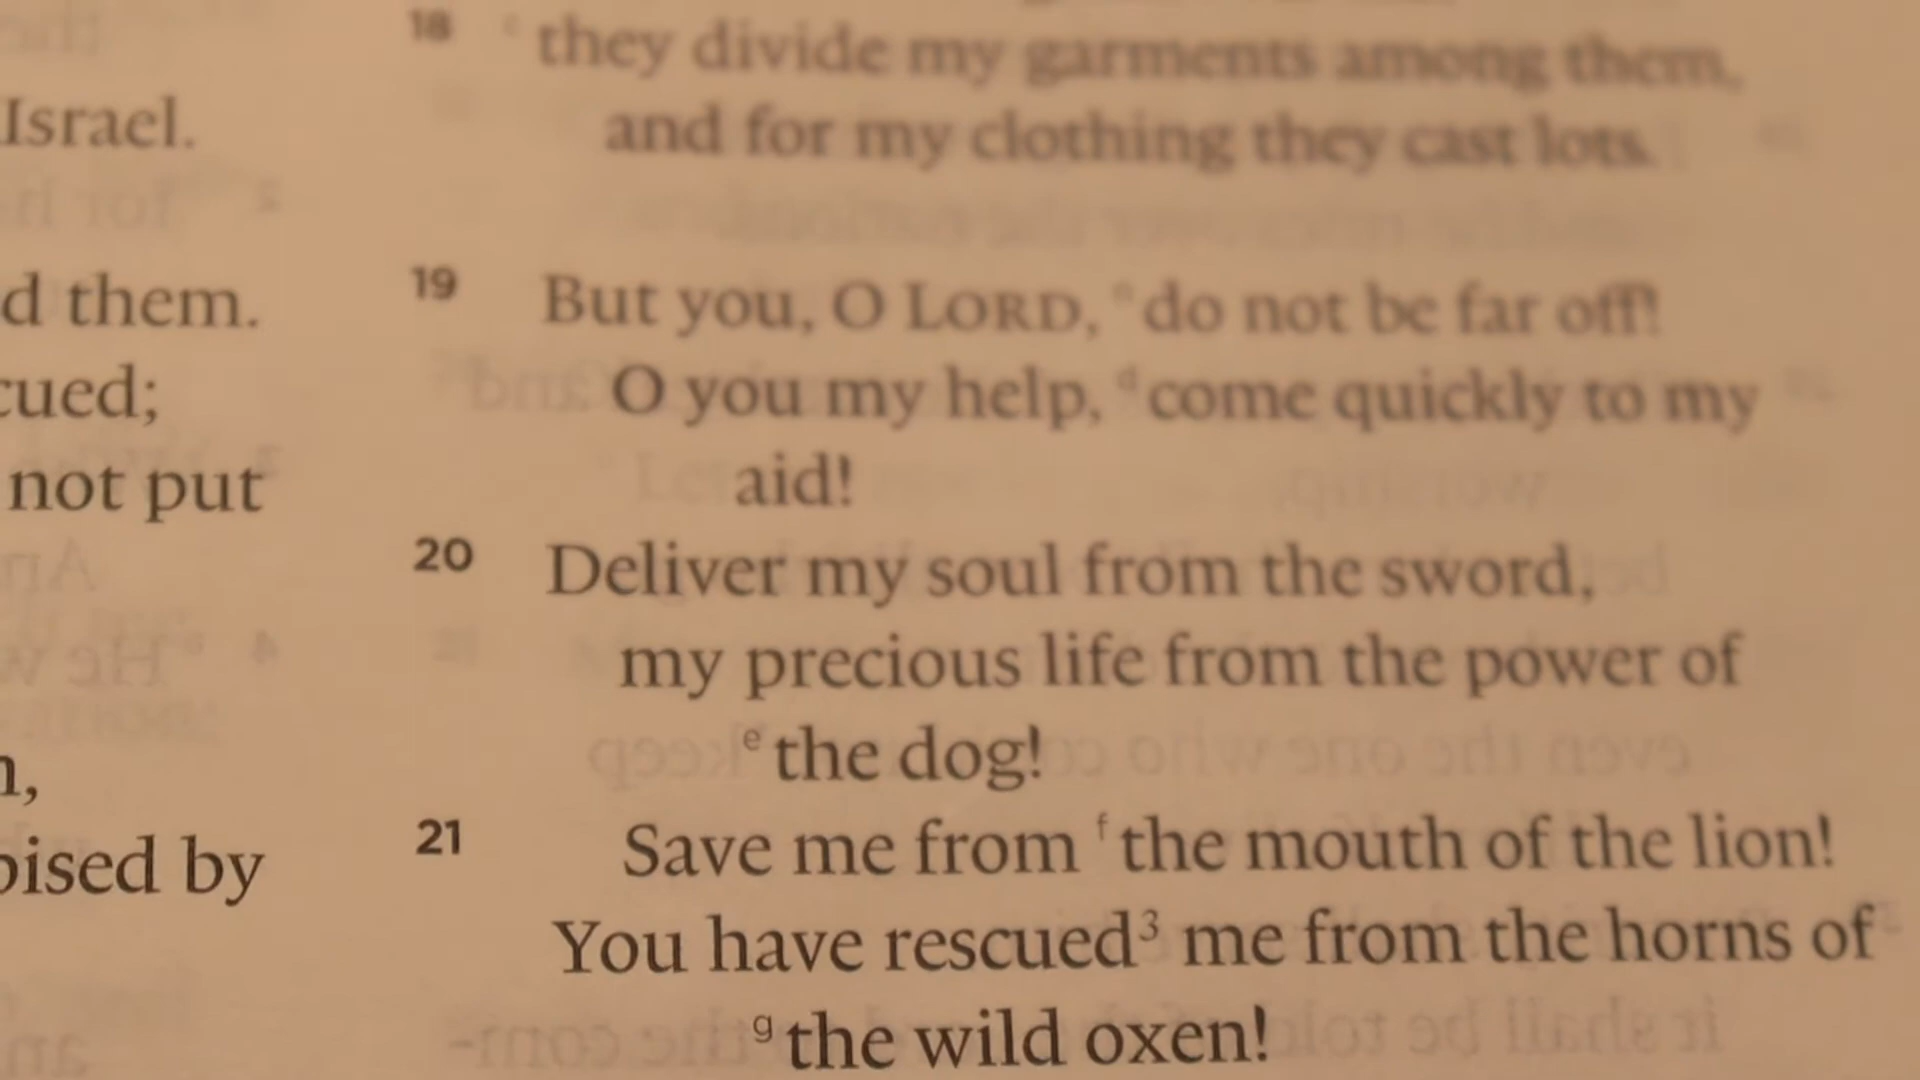 Israel.
d them.
cued;
not put
n,
oised by
18 they divide my garments among them,
and for my clothing they cast lots.
19 But you, O LORD, do not be far off!
O you my help, d come quickly to my
aid!
20 Deliver my soul from the sword,
my precious life from the power of
e the dog!
21 Save me from f the mouth of the lion!
You have rescued3 me from the horns of
g the wild oxen!